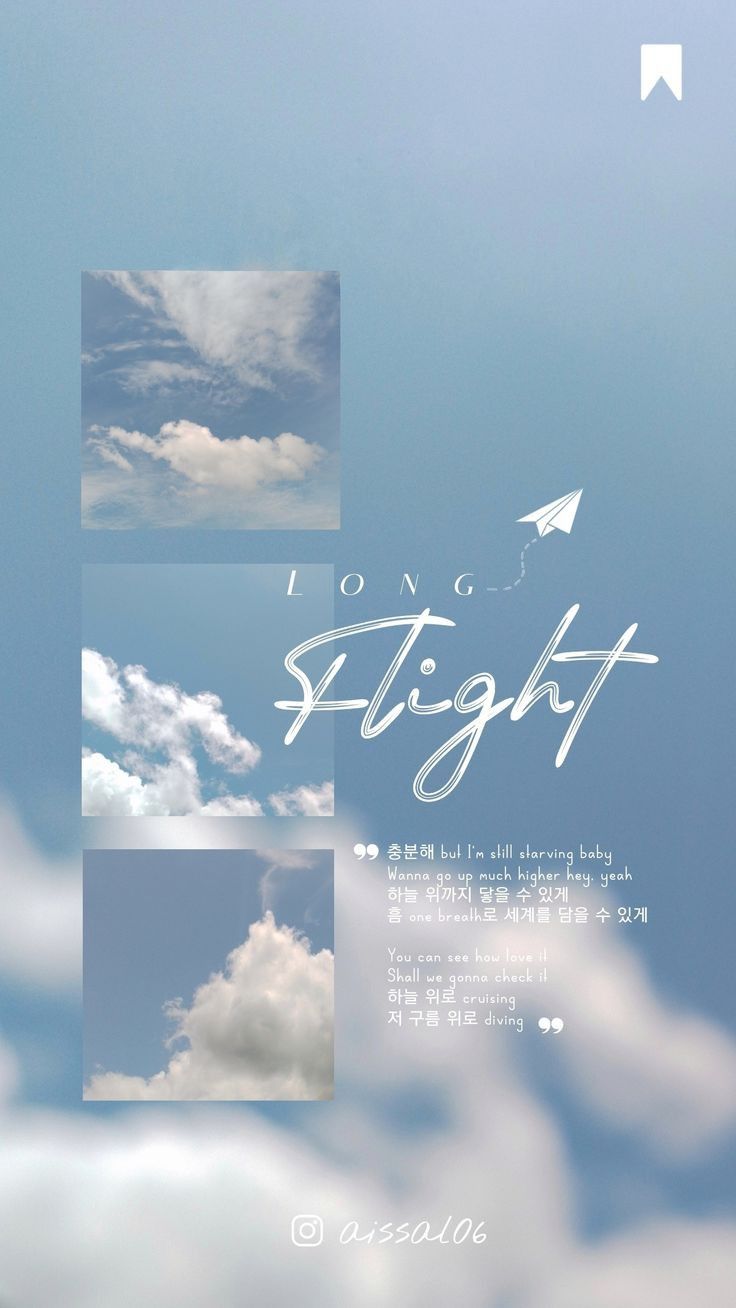 LONG
Flight
❟❟ 충분해 but I'm still starving baby
Wanna go up much higher hey. yeah
하늘 위까지 닿을 수 있게
흠 one breath로 세계를 담을 수 있게
You can see how love it
Shall we gonna check it
하늘 위로 cruising
저 구름 위로 diving ❟❟
aissal06